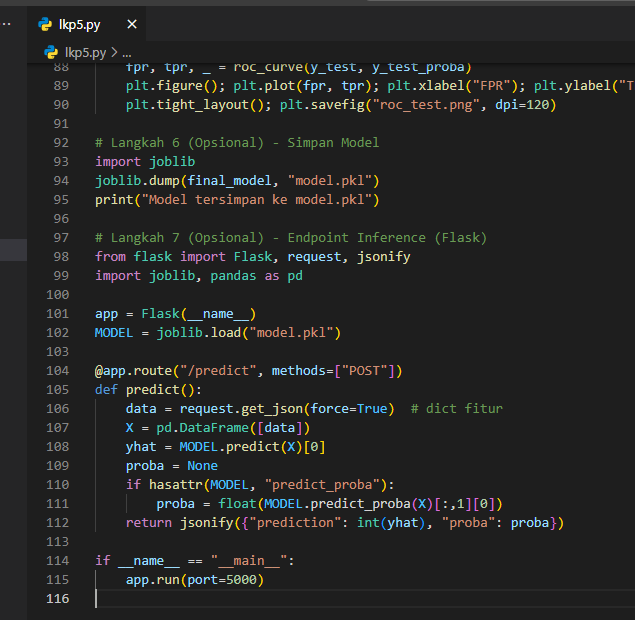 lkp5.py ×
lkp5.py > ...
88 fpr, tpr, _ = roc_curve(y_test, y_test_proba)
89 plt.figure(); plt.plot(fpr, tpr); plt.xlabel("FPR"); plt.ylabel("T
90 plt.tight_layout(); plt.savefig("roc_test.png", dpi=120)
91
92 # Langkah 6 (Opsional) - Simpan Model
93 import joblib
94 joblib.dump(final_model, "model.pkl")
95 print("Model tersimpan ke model.pkl")
96
97 # Langkah 7 (Opsional) - Endpoint Inference (Flask)
98 from flask import Flask, request, jsonify
99 import joblib, pandas as pd
100
101 app = Flask(__name__)
102 MODEL = joblib.load("model.pkl")
103
104 @app.route("/predict", methods=["POST"])
105 def predict():
106 data = request.get_json(force=True)  # dict fitur
107 X = pd.DataFrame([data])
108 yhat = MODEL.predict(X)[0]
109 proba = None
110 if hasattr(MODEL, "predict_proba"):
111 proba = float(MODEL.predict_proba(X)[:,1][0])
112 return jsonify({"prediction": int(yhat), "proba": proba})
113
114 if __name__ == "__main__":
115 app.run(port=5000)
116